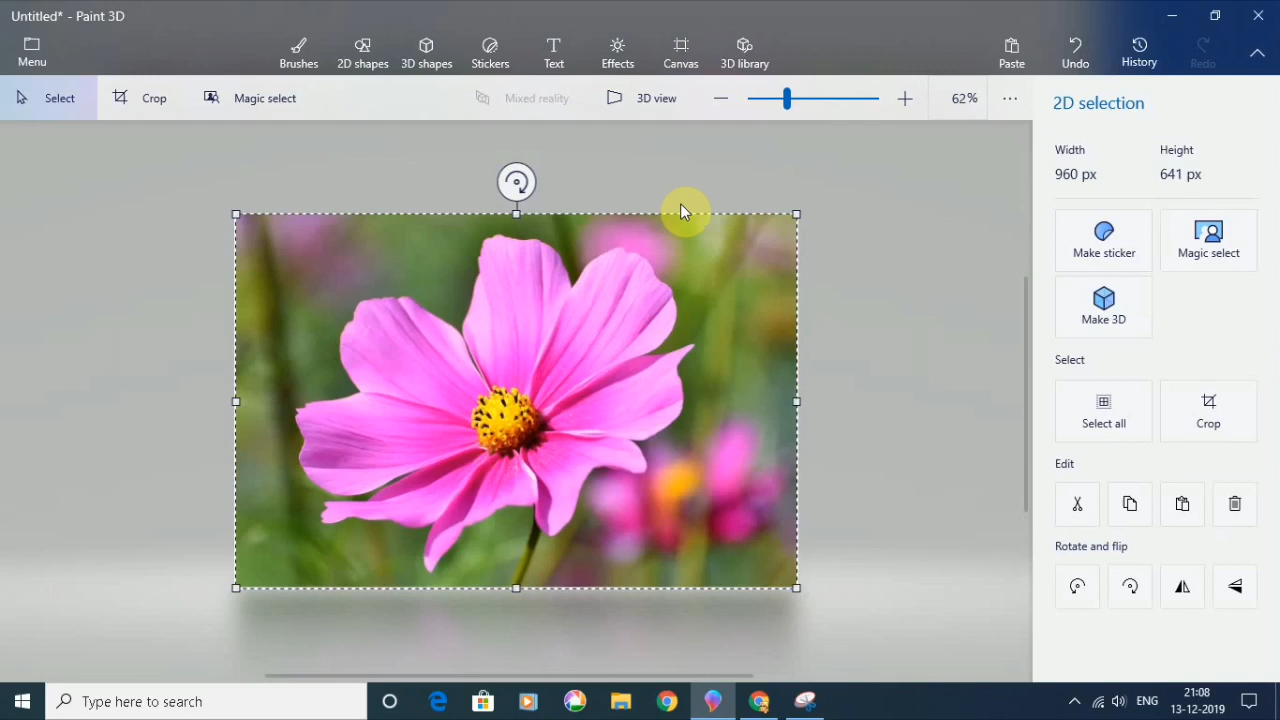 Untitled* - Paint 3D
Menu
Brushes
2D shapes
3D shapes
Stickers
Text
Effects
Canvas
3D library
Paste
Undo
History
Redo
Select
Crop
Magic select
Mixed reality
3D view
62%
2D selection
Width
Height
960 px
641 px
Make sticker
Magic select
Make 3D
Select
Select all
Crop
Edit
Rotate and flip
Type here to search
ENG
21:08
13-12-2019